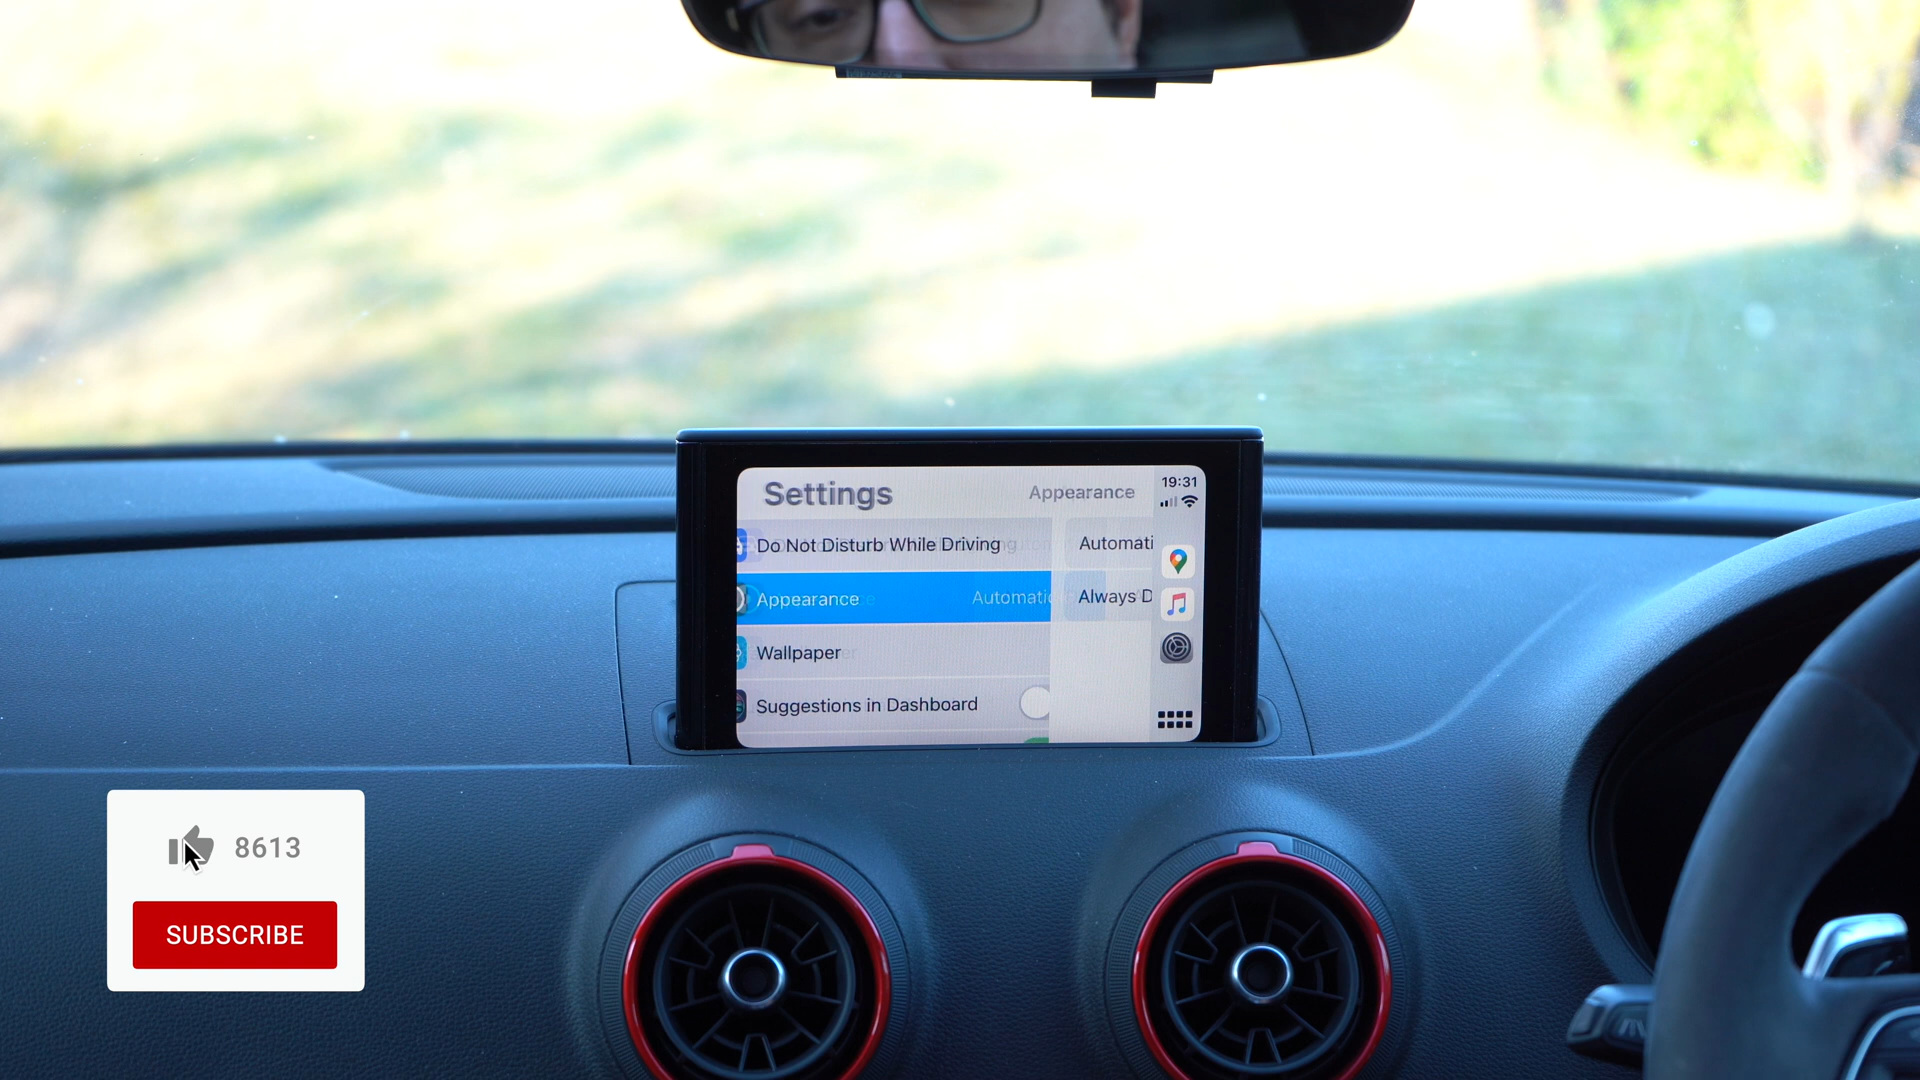 Settings
Appearance
19:31
Do Not Disturb While Driving
Automati
Appearance
Automatic
Always D
Wallpaper
Suggestions in Dashboard
8613
SUBSCRIBE